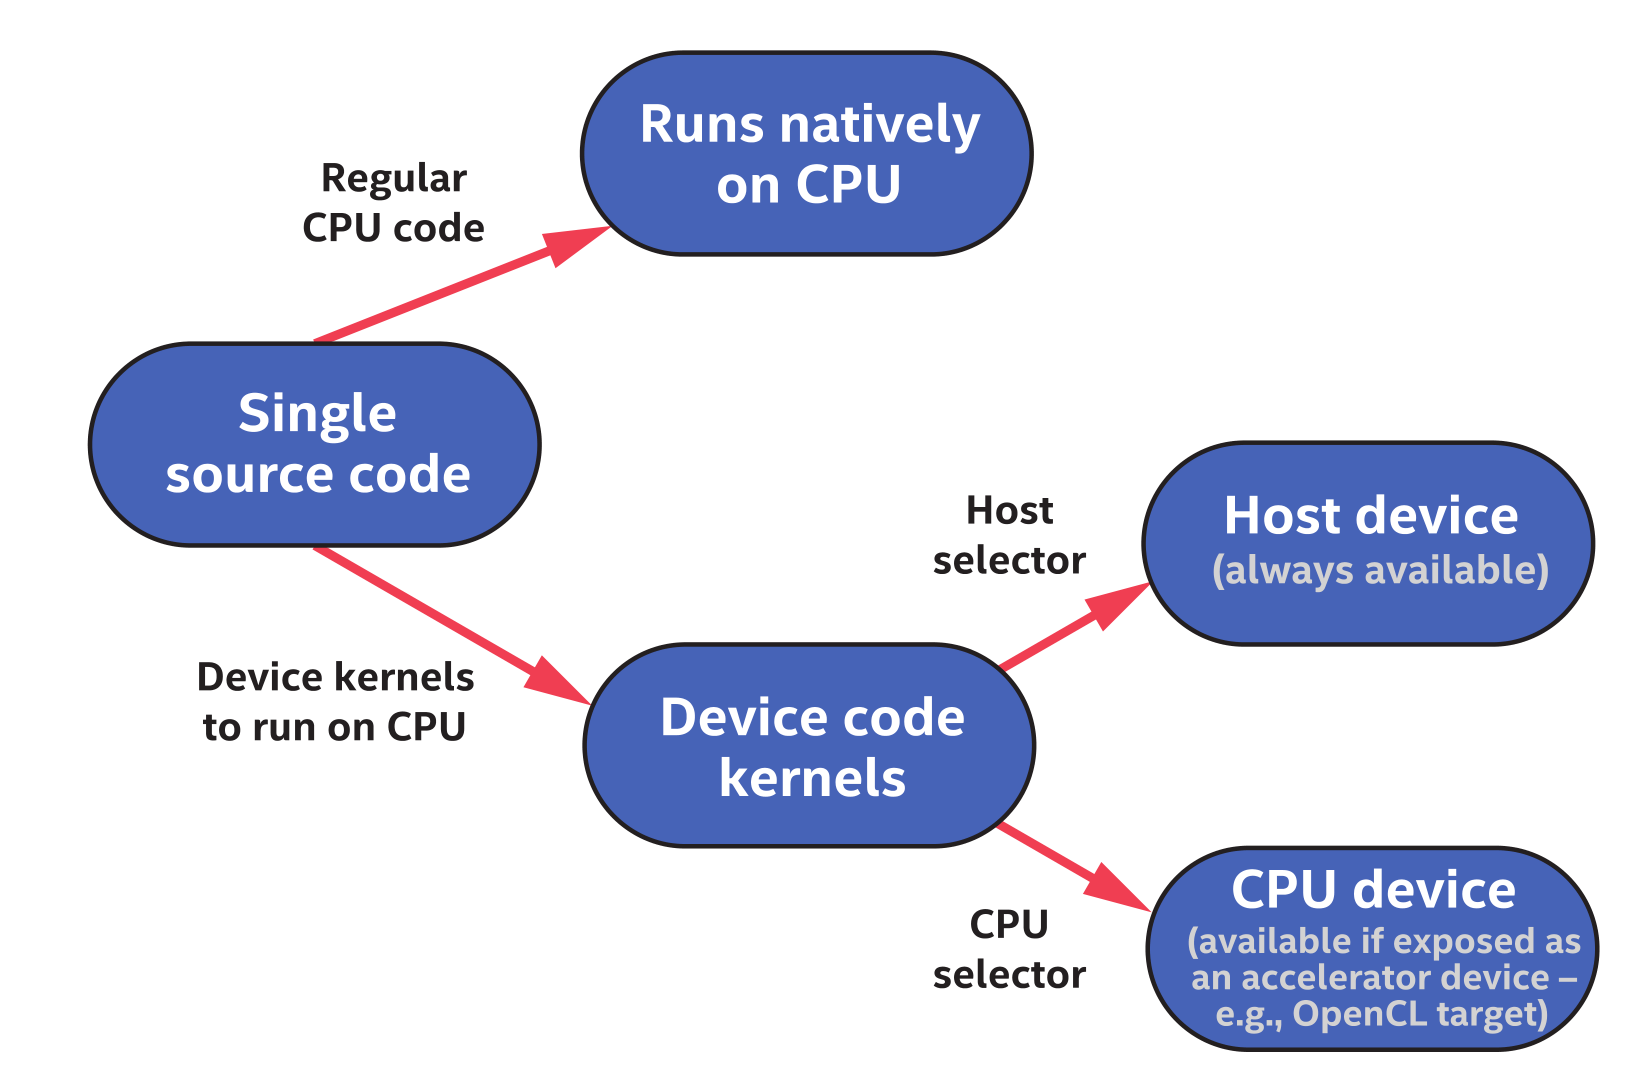 Runs natively
on CPU
Regular
CPU code
Single
source code
Host
selector
Host device
(always available)
Device kernels
to run on CPU
Device code
kernels
CPU
selector
CPU device
(available if exposed as
an accelerator device –
e.g., OpenCL target)